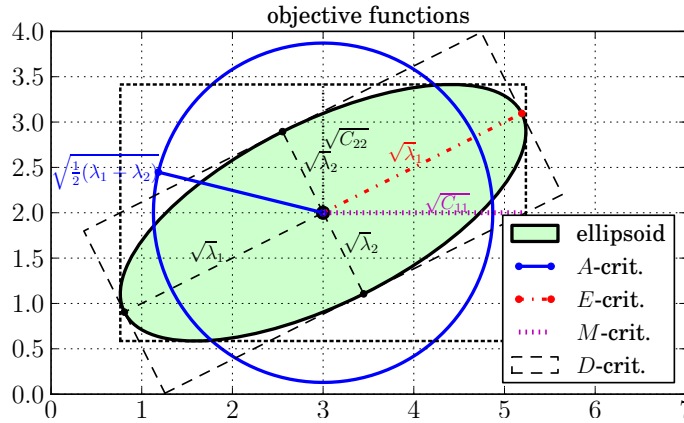 objective functions
4.0
3.5
3.0
2.5
2.0
1.5
1.0
0.5
0.0
√C₂₂
√λ₂
√λ₁
√½(λ₁ − λ₂)
√C₁₁
√λ₂
√λ₁
ellipsoid
A-crit.
E-crit.
M-crit.
D-crit.
0 1 2 3 4 5 6 7